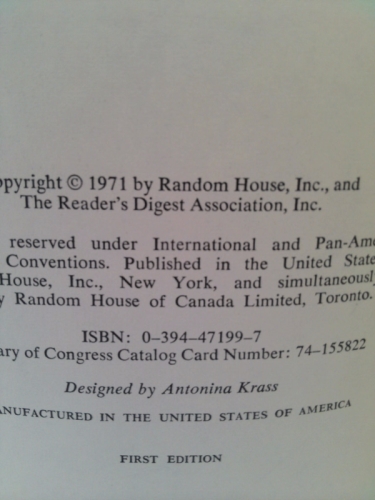 opyright © 1971 by Random House, Inc., and
The Reader's Digest Association, Inc.
reserved under International and Pan-Ame
Conventions. Published in the United State
House, Inc., New York, and simultaneously
y Random House of Canada Limited, Toronto.
ISBN: 0-394-47199-7
ary of Congress Catalog Card Number: 74-155822
Designed by Antonina Krass
ANUFACTURED IN THE UNITED STATES OF AMERICA
FIRST EDITION